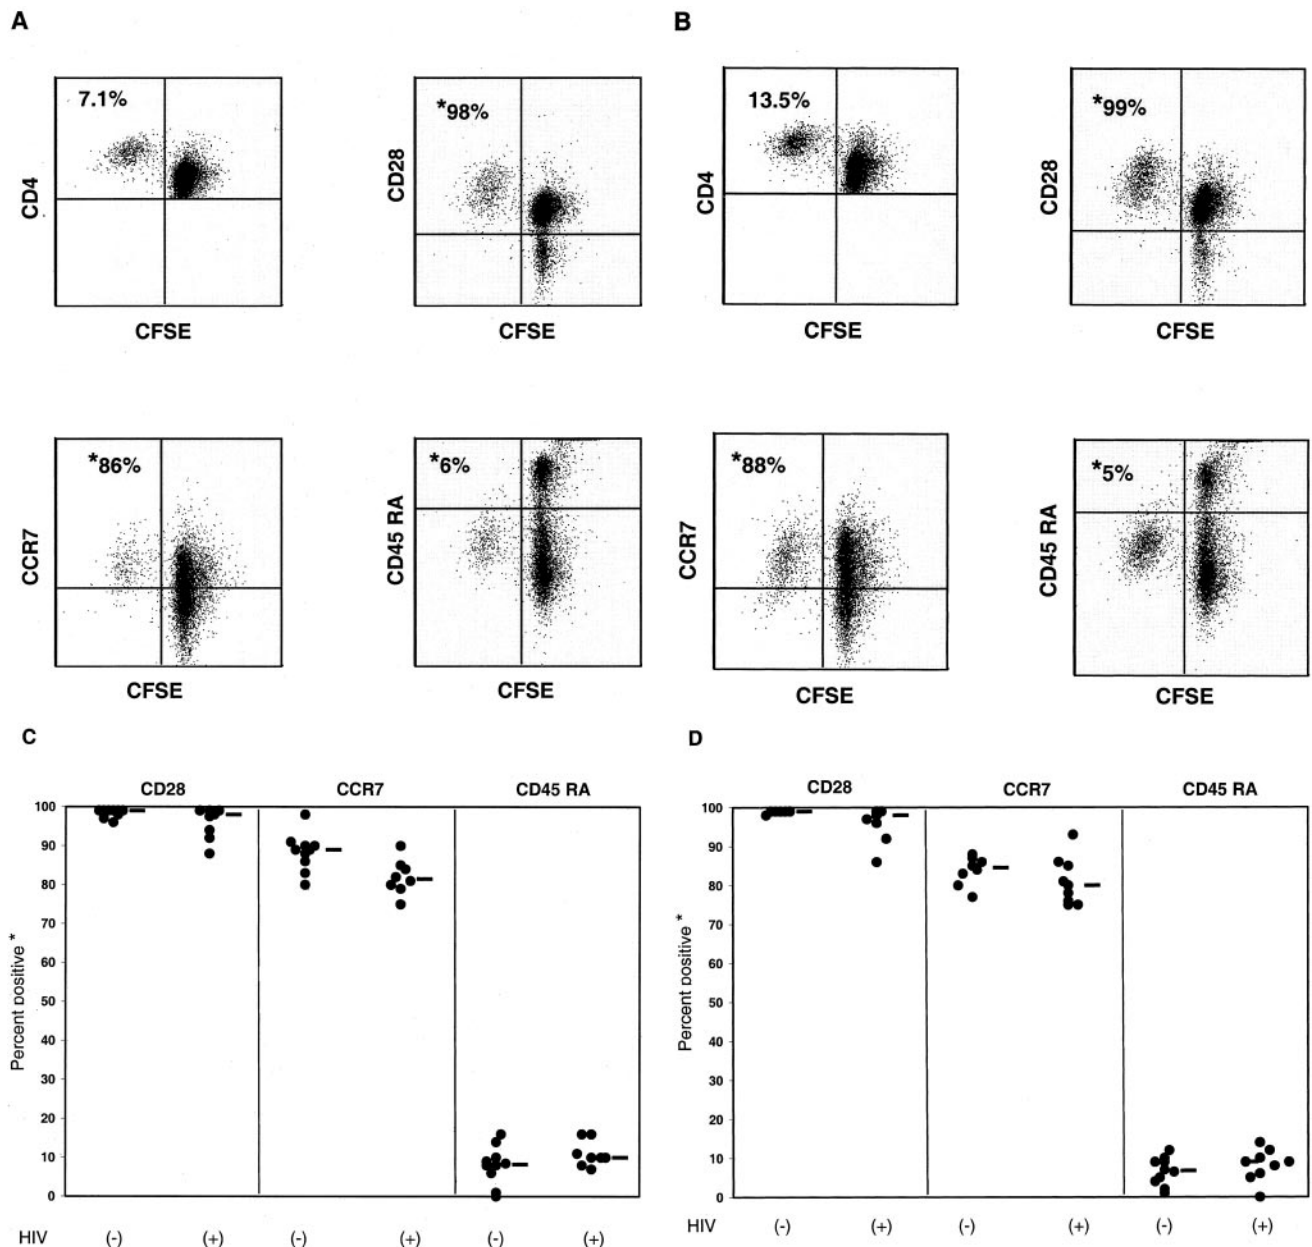 A
B
7.1%
CD4
CFSE
*98%
CD28
CFSE
13.5%
CD4
CFSE
*99%
CD28
CFSE
*86%
CCR7
CFSE
*6%
CD45 RA
CFSE
*88%
CCR7
CFSE
*5%
CD45 RA
CFSE
C
CD28 CCR7 CD45 RA
Percent positive *
100
90
80
70
60
50
40
30
20
10
0
HIV (-) (+) (-) (+) (-) (+)
D
CD28 CCR7 CD45 RA
Percent positive *
100
90
80
70
60
50
40
30
20
10
0
HIV (-) (+) (-) (+) (-) (+)